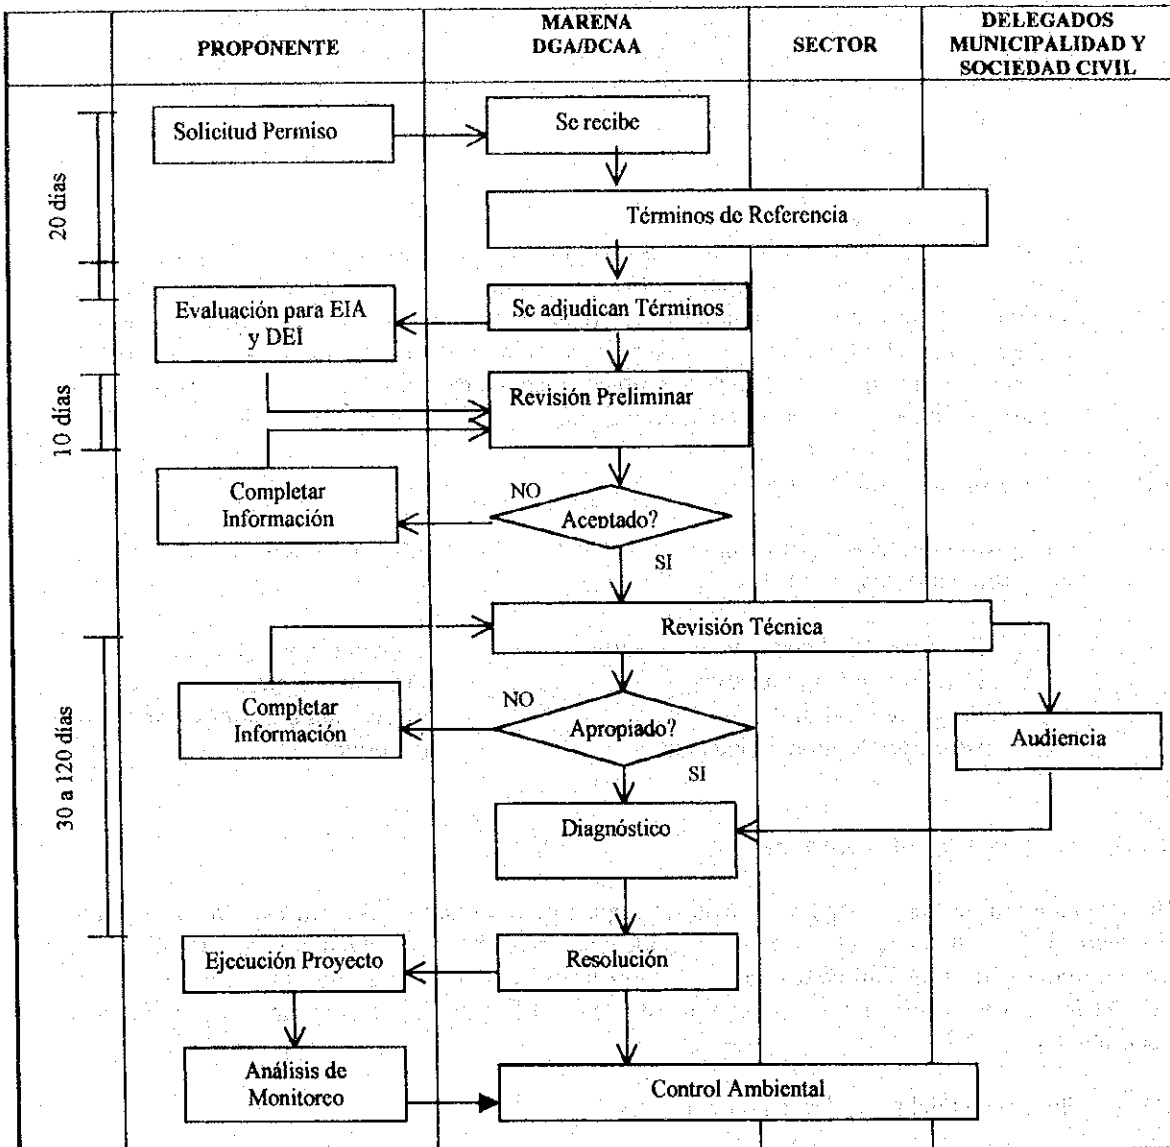 PROPONENTE
MARENA
DGA/DCAA
SECTOR
DELEGADOS
MUNICIPALIDAD Y
SOCIEDAD CIVIL
20 días
Solicitud Permiso
Se recibe
Términos de Referencia
Evaluación para EIA
y DEI
Se adjudican Términos
10 días
Revisión Preliminar
Completar
Información
NO
Aceptado?
SI
Revisión Técnica
30 a 120 días
Completar
Información
NO
Apropiado?
SI
Audiencia
Diagnóstico
Ejecución Proyecto
Resolución
Análisis de
Monitoreo
Control Ambiental